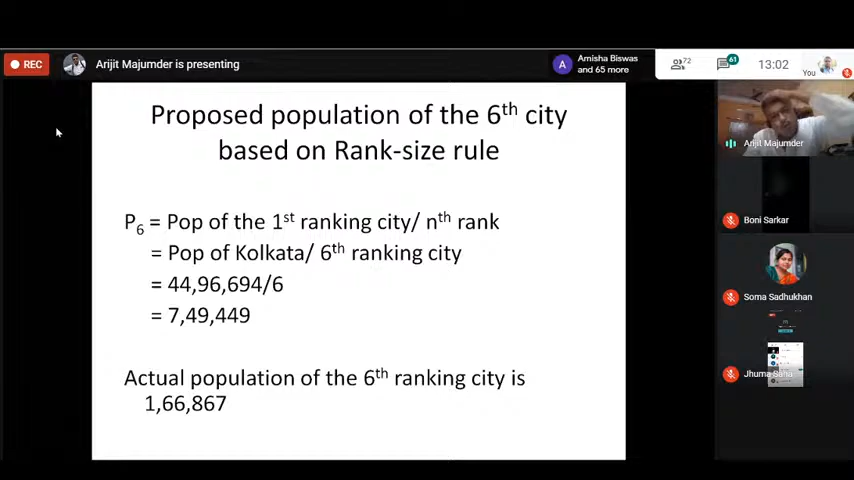 REC
Arijit Majumder is presenting
A
Amisha Biswas
and 65 more
72
61
13:02
You
Proposed population of the 6th city
based on Rank-size rule
P6 = Pop of the 1st ranking city/ nth rank
= Pop of Kolkata/ 6th ranking city
= 44,96,694/6
= 7,49,449
Actual population of the 6th ranking city is
1,66,867
Arijit Majumder
Boni Sarkar
Soma Sadhukhan
Jhuma Saha